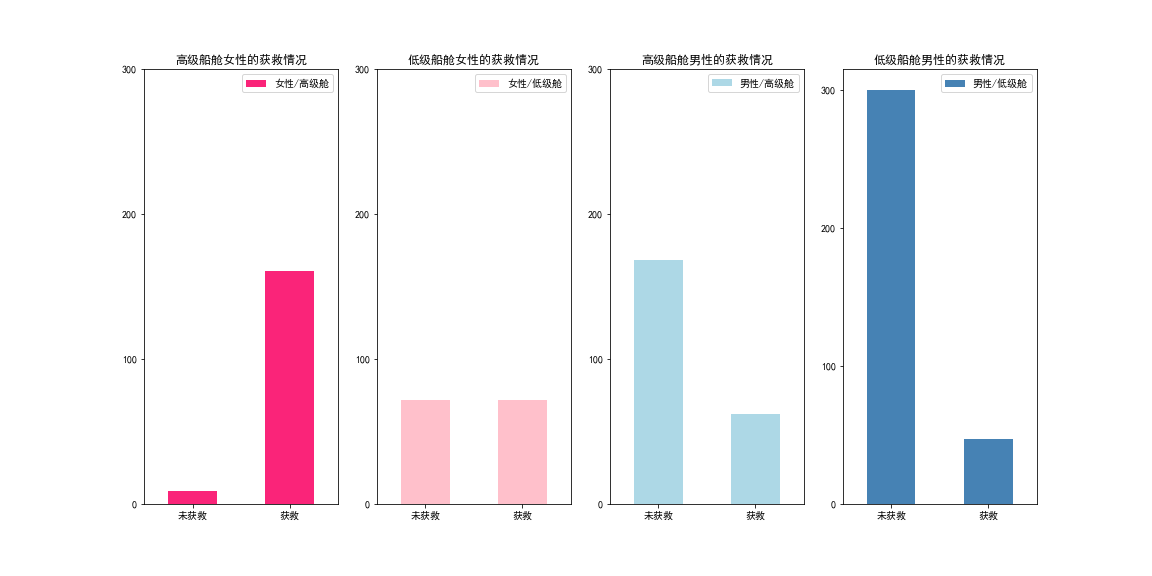 高级船舱女性的获救情况
女性/高级舱
300
200
100
0
未获救
获救
低级船舱女性的获救情况
女性/低级舱
300
200
100
0
未获救
获救
高级船舱男性的获救情况
男性/高级舱
300
200
100
0
未获救
获救
低级船舱男性的获救情况
男性/低级舱
300
200
100
0
未获救
获救